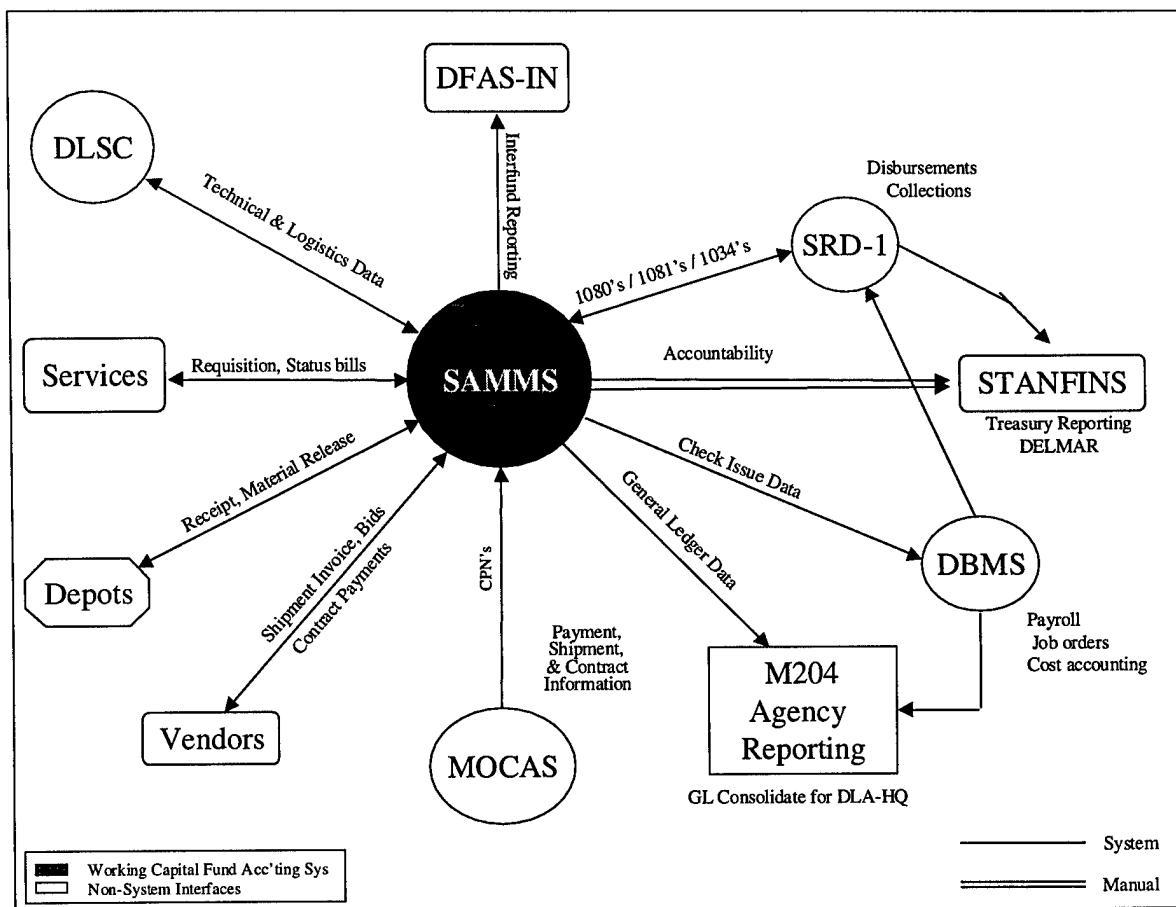 DFAS-IN
DLSC
Interfund Reporting
Disbursements
Collections
Technical & Logistics Data
SRD-1
1080's / 1081's / 1034's
Services
Requisition, Status bills
SAMMS
Accountability
STANFINS
Treasury Reporting
DELMAR
Receipt, Material Release
Check Issue Data
General Ledger Data
Shipment Invoice, Bids
Contract Payments
CPN's
Depots
DBMS
Payroll
Job orders
Cost accounting
Payment,
Shipment,
& Contract
Information
M204
Agency
Reporting
Vendors
MOCAS
GL Consolidate for DLA-HQ
Working Capital Fund Acc'ting Sys
Non-System Interfaces
System
Manual